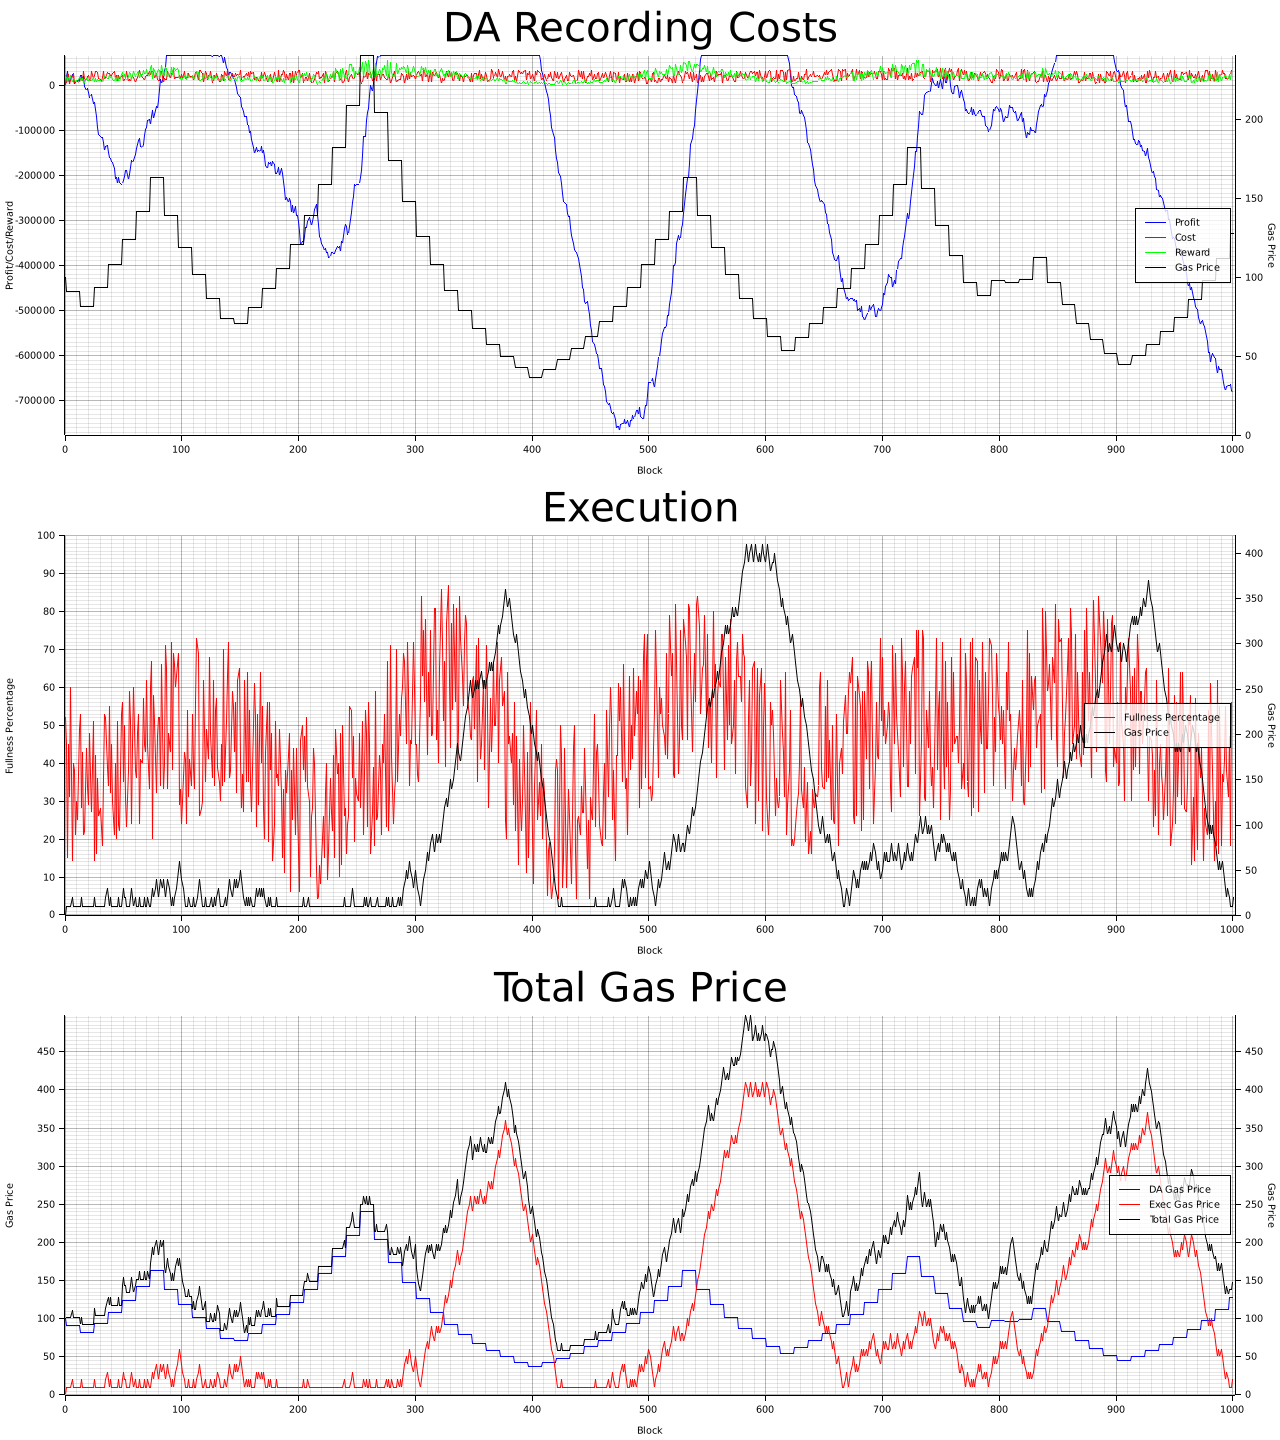 DA Recording Costs
0
-100000
-200000
-300000
-400000
-500000
-600000
-700000
Profit/Cost/Reward
200
150
100
50
0
Gas Price
Profit
Cost
Reward
Gas Price
0 100 200 300 400 500 600 700 800 900 1000
Block
Execution
100
90
80
70
60
50
40
30
20
10
0
Fullness Percentage
400
350
300
250
200
150
100
50
0
Gas Price
Fullness Percentage
Gas Price
0 100 200 300 400 500 600 700 800 900 1000
Block
Total Gas Price
450
400
350
300
250
200
150
100
50
0
Gas Price
450
400
350
300
250
200
150
100
50
0
Gas Price
DA Gas Price
Exec Gas Price
Total Gas Price
0 100 200 300 400 500 600 700 800 900 1000
Block